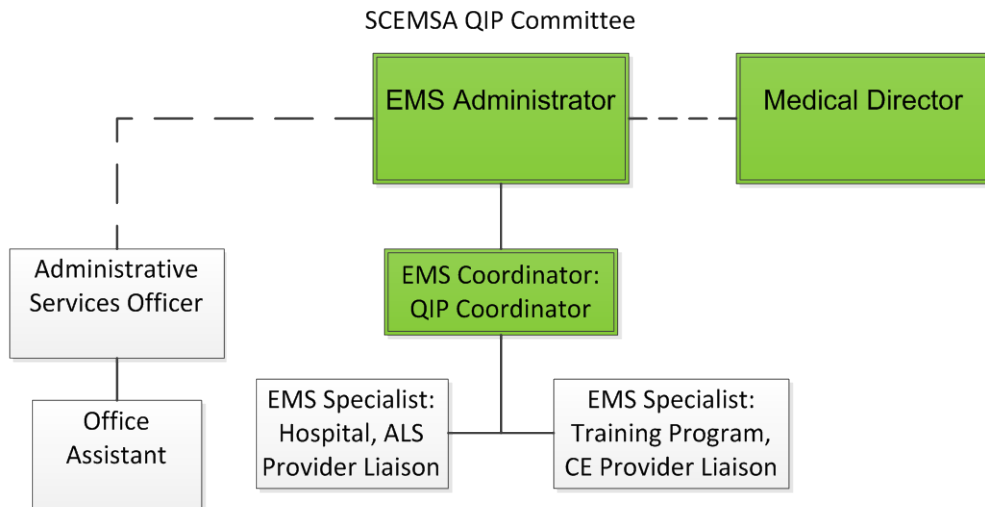 SCEMSA QIP Committee
EMS Administrator
Medical Director
Administrative
Services Officer
EMS Coordinator:
QIP Coordinator
Office
Assistant
EMS Specialist:
Hospital, ALS
Provider Liaison
EMS Specialist:
Training Program,
CE Provider Liaison